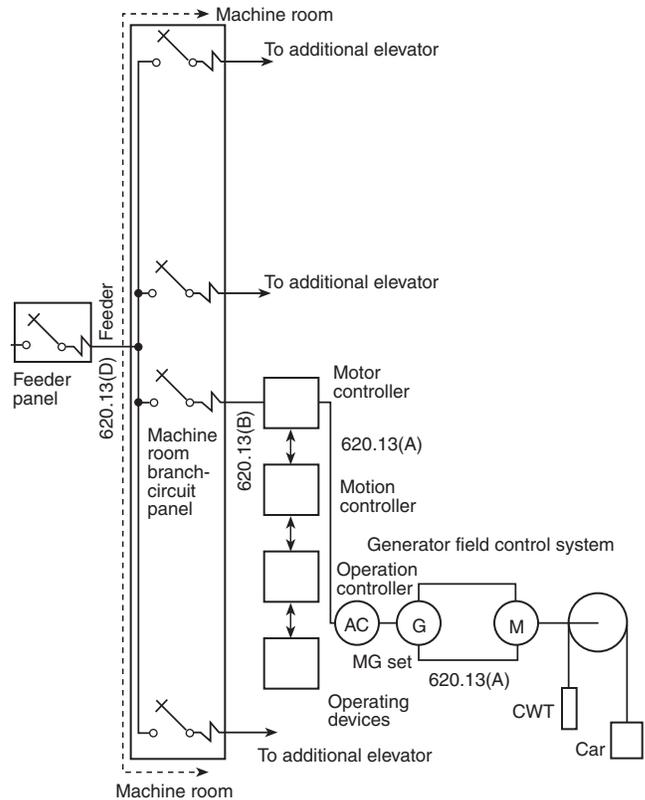 Machine room
To additional elevator
To additional elevator
Feeder
Feeder
panel
620.13(D)
Machine
room
branch-
circuit
panel
620.13(B)
Motor
controller
620.13(A)
Motion
controller
Generator field control system
Operation
controller
AC
G
M
MG set
620.13(A)
Operating
devices
CWT
Car
To additional elevator
Machine room